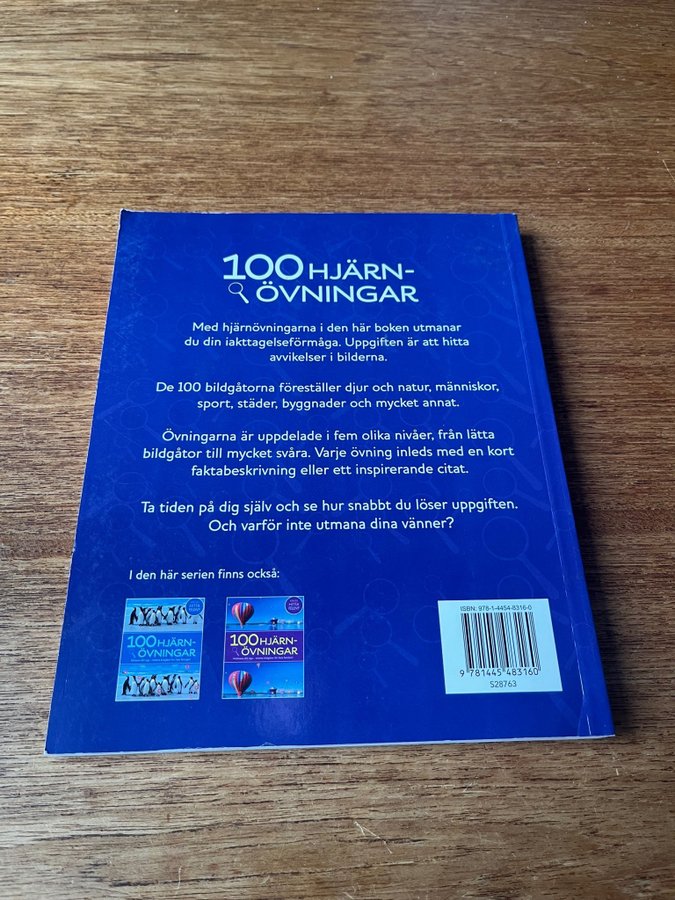 100 HJÄRN-
ÖVNINGAR
Med hjärnövningarna i den här boken utmanar
du din iakttagelseförmåga. Uppgiften är att hitta
avvikelser i bilderna.
De 100 bildgåtorna föreställer djur och natur, människor,
sport, städer, byggnader och mycket annat.
Övningarna är uppdelade i fem olika nivåer, från lätta
bildgåtor till mycket svåra. Varje övning inleds med en kort
faktabeskrivning eller ett inspirerande citat.
Ta tiden på dig själv och se hur snabbt du löser uppgiften.
Och varför inte utmana dina vänner?
I den här serien finns också:
100 HJÄRN-
ÖVNINGAR
100 HJÄRN-
ÖVNINGAR
ISBN: 978-1-4454-8316-0
9 781445 483160
S28763